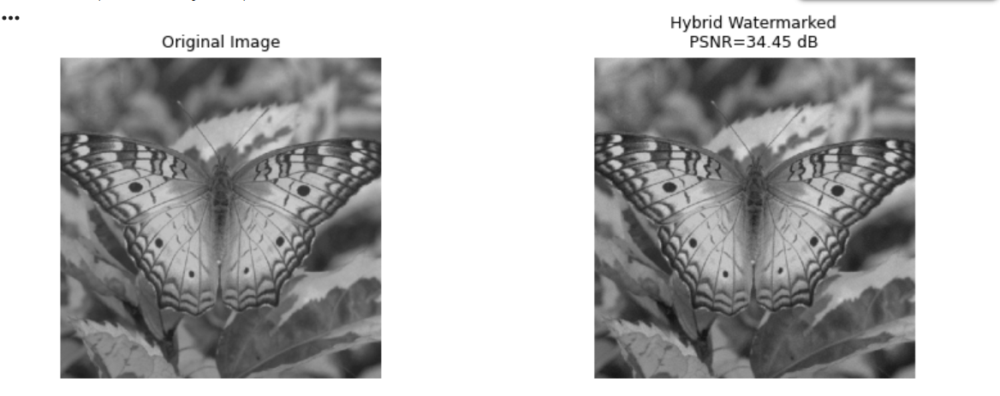 Original Image
Hybrid Watermarked
PSNR=34.45 dB